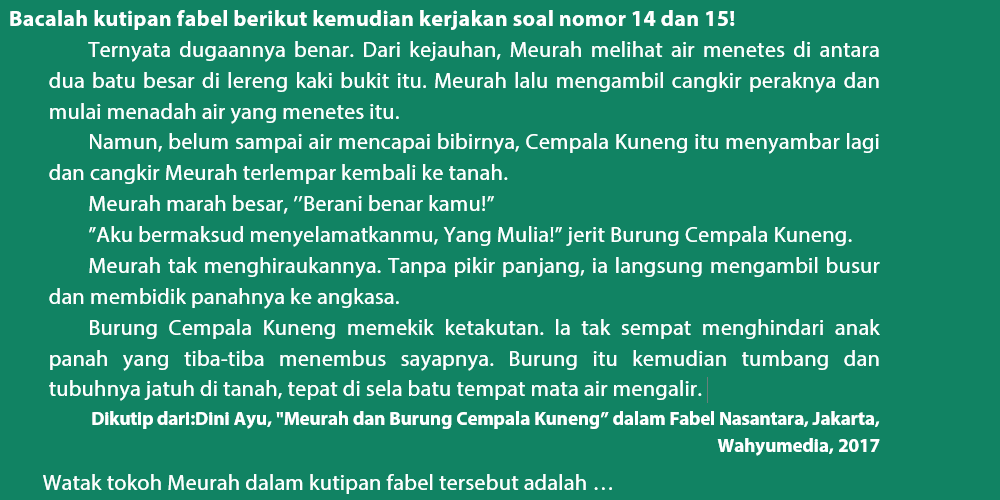 Bacalah kutipan fabel berikut kemudian kerjakan soal nomor 14 dan 15!
Ternyata dugaannya benar. Dari kejauhan, Meurah melihat air menetes di antara
dua batu besar di lereng kaki bukit itu. Meurah lalu mengambil cangkir peraknya dan
mulai menadah air yang menetes itu.
Namun, belum sampai air mencapai bibirnya, Cempala Kuneng itu menyambar lagi
dan cangkir Meurah terlempar kembali ke tanah.
Meurah marah besar, ’’Berani benar kamu!”
”Aku bermaksud menyelamatkanmu, Yang Mulia!” jerit Burung Cempala Kuneng.
Meurah tak menghiraukannya. Tanpa pikir panjang, ia langsung mengambil busur
dan membidik panahnya ke angkasa.
Burung Cempala Kuneng memekik ketakutan. la tak sempat menghindari anak
panah yang tiba-tiba menembus sayapnya. Burung itu kemudian tumbang dan
tubuhnya jatuh di tanah, tepat di sela batu tempat mata air mengalir.
Dikutip dari:Dini Ayu, "Meurah dan Burung Cempala Kuneng” dalam Fabel Nasantara, Jakarta,
Wahyumedla, 2017
Watak tokoh Meurah dalam kutipan fabel tersebut adalah …